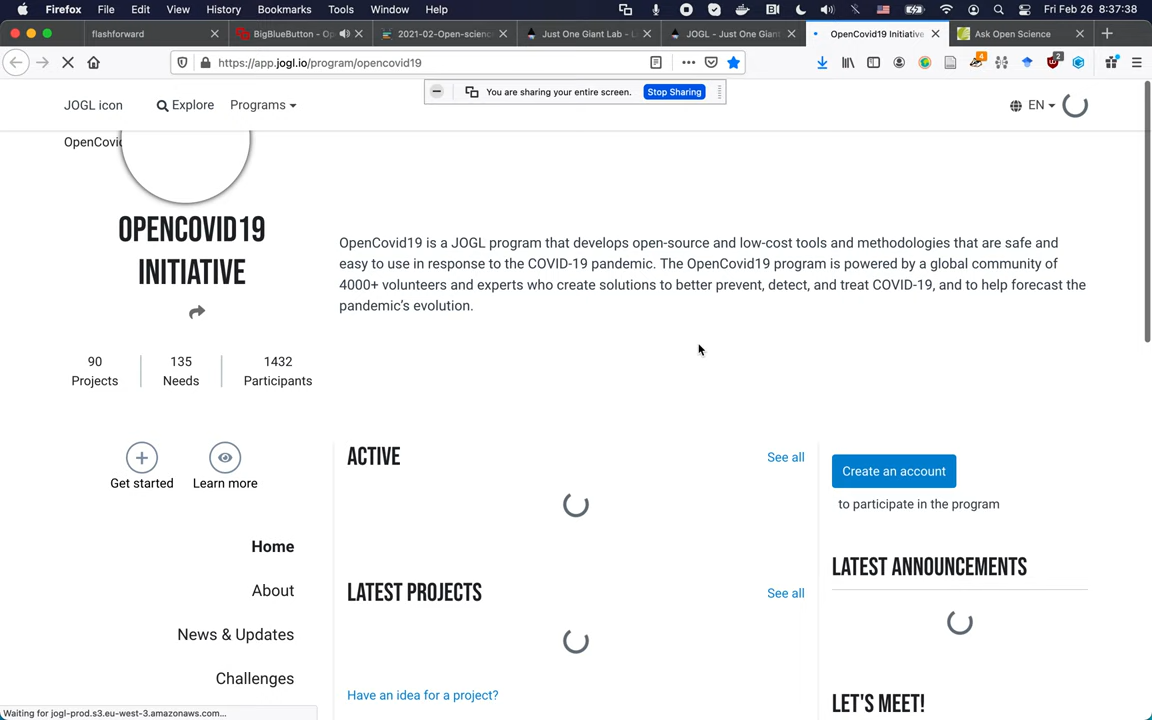 Firefox File Edit View History Bookmarks Tools Window Help Fri Feb 26 8:37:38
flashforward
BigBlueButton - Op
2021-02-Open-scienc
Just One Giant Lab - L
JOGL - Just One Giant
OpenCovid19 Initiative
Ask Open Science
https://app.jogl.io/program/opencovid19
You are sharing your entire screen. Stop Sharing
JOGL icon Explore Programs EN
OpenCovi
OPENCOVID19
INITIATIVE
OpenCovid19 is a JOGL program that develops open-source and low-cost tools and methodologies that are safe and
easy to use in response to the COVID-19 pandemic. The OpenCovid19 program is powered by a global community of
4000+ volunteers and experts who create solutions to better prevent, detect, and treat COVID-19, and to help forecast the
pandemic's evolution.
90 135 1432
Projects Needs Participants
Get started Learn more
Home
About
News & Updates
Challenges
ACTIVE See all
LATEST PROJECTS See all
Have an idea for a project?
Create an account
to participate in the program
LATEST ANNOUNCEMENTS
LET'S MEET!
Waiting for jogl-prod.s3.eu-west-3.amazonaws.com...